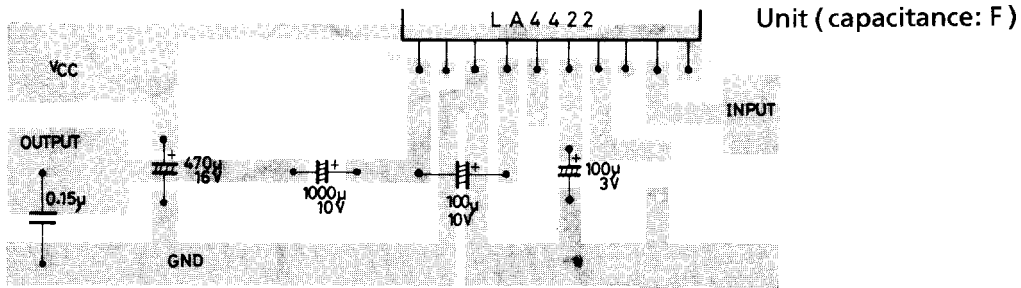 LA4422
Unit (capacitance: F)
VCC
INPUT
OUTPUT
470μ
16V
100μ
3V
1000μ
10V
100μ
10V
0.15μ
GND